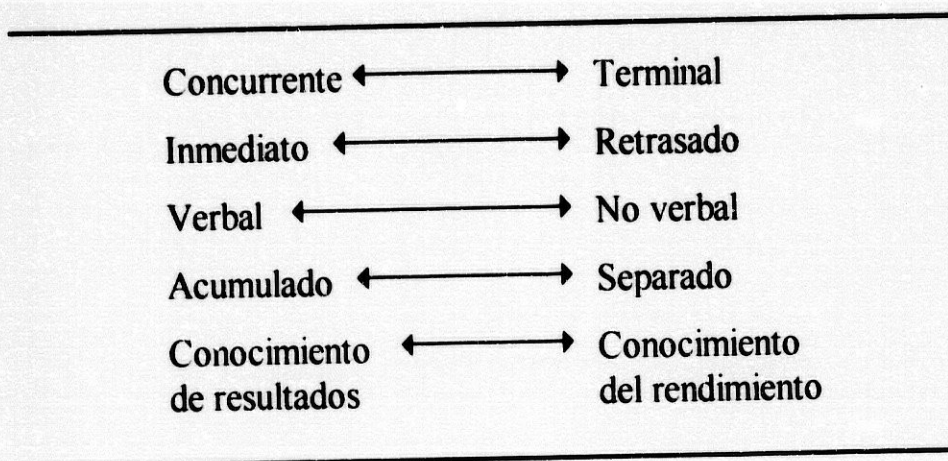 Concurrente Terminal
Inmediato Retrasado
Verbal No verbal
Acumulado Separado
Conocimiento Conocimiento
de resultados del rendimiento